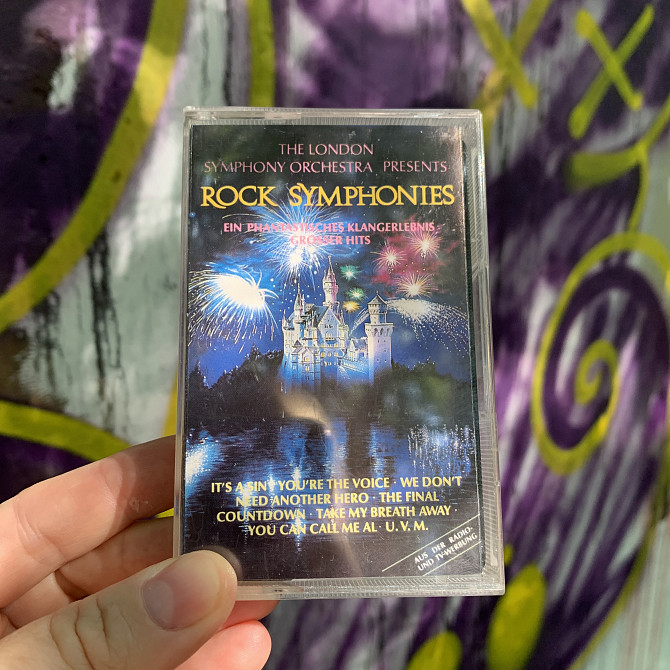 THE LONDON
SYMPHONY ORCHESTRA PRESENTS
ROCK SYMPHONIES
EIN PHANTASTISCHES KLANGERLEBNIS
GROSSER HITS
IT'S A SIN · YOU'RE THE VOICE · WE DON'T
NEED ANOTHER HERO · THE FINAL
COUNTDOWN · TAKE MY BREATH AWAY ·
YOU CAN CALL ME AL · U.V.M.
AUS DER RADIO-
UND TV-WERBUNG